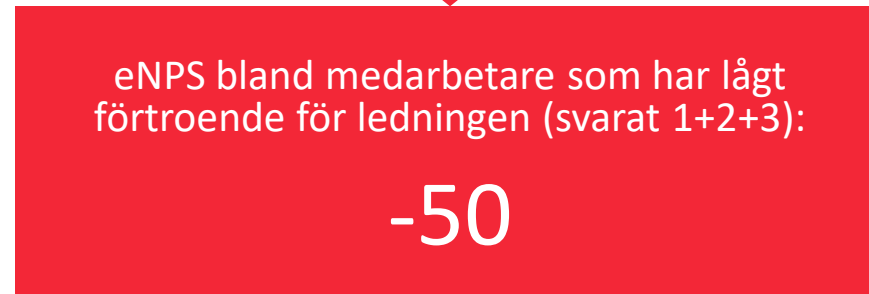 eNPS bland medarbetare som har lågt
förtroende för ledningen (svarat 1+2+3):
-50